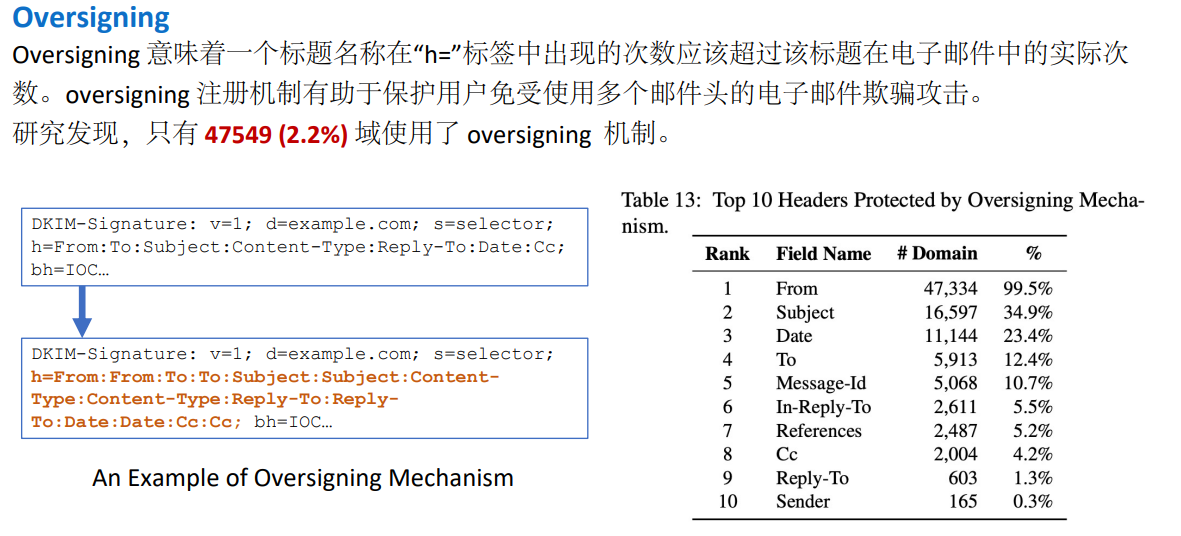 Oversigning
Oversigning 意味着一个标题名称在“h=”标签中出现的次数应该超过该标题在电子邮件中的实际次
数。oversigning 注册机制有助于保护用户免受使用多个邮件头的电子邮件欺骗攻击。
研究发现，只有 47549 (2.2%) 域使用了 oversigning 机制。
DKIM-Signature: v=1; d=example.com; s=selector;
h=From:To:Subject:Content-Type:Reply-To:Date:Cc;
bh=IOC…
DKIM-Signature: v=1; d=example.com; s=selector;
h=From:From:To:To:Subject:Subject:Content-
Type:Content-Type:Reply-To:Reply-
To:Date:Date:Cc:Cc; bh=IOC…
An Example of Oversigning Mechanism
Table 13: Top 10 Headers Protected by Oversigning Mecha-
nism.
Rank Field Name # Domain %
1 From 47,334 99.5%
2 Subject 16,597 34.9%
3 Date 11,144 23.4%
4 To 5,913 12.4%
5 Message-Id 5,068 10.7%
6 In-Reply-To 2,611 5.5%
7 References 2,487 5.2%
8 Cc 2,004 4.2%
9 Reply-To 603 1.3%
10 Sender 165 0.3%